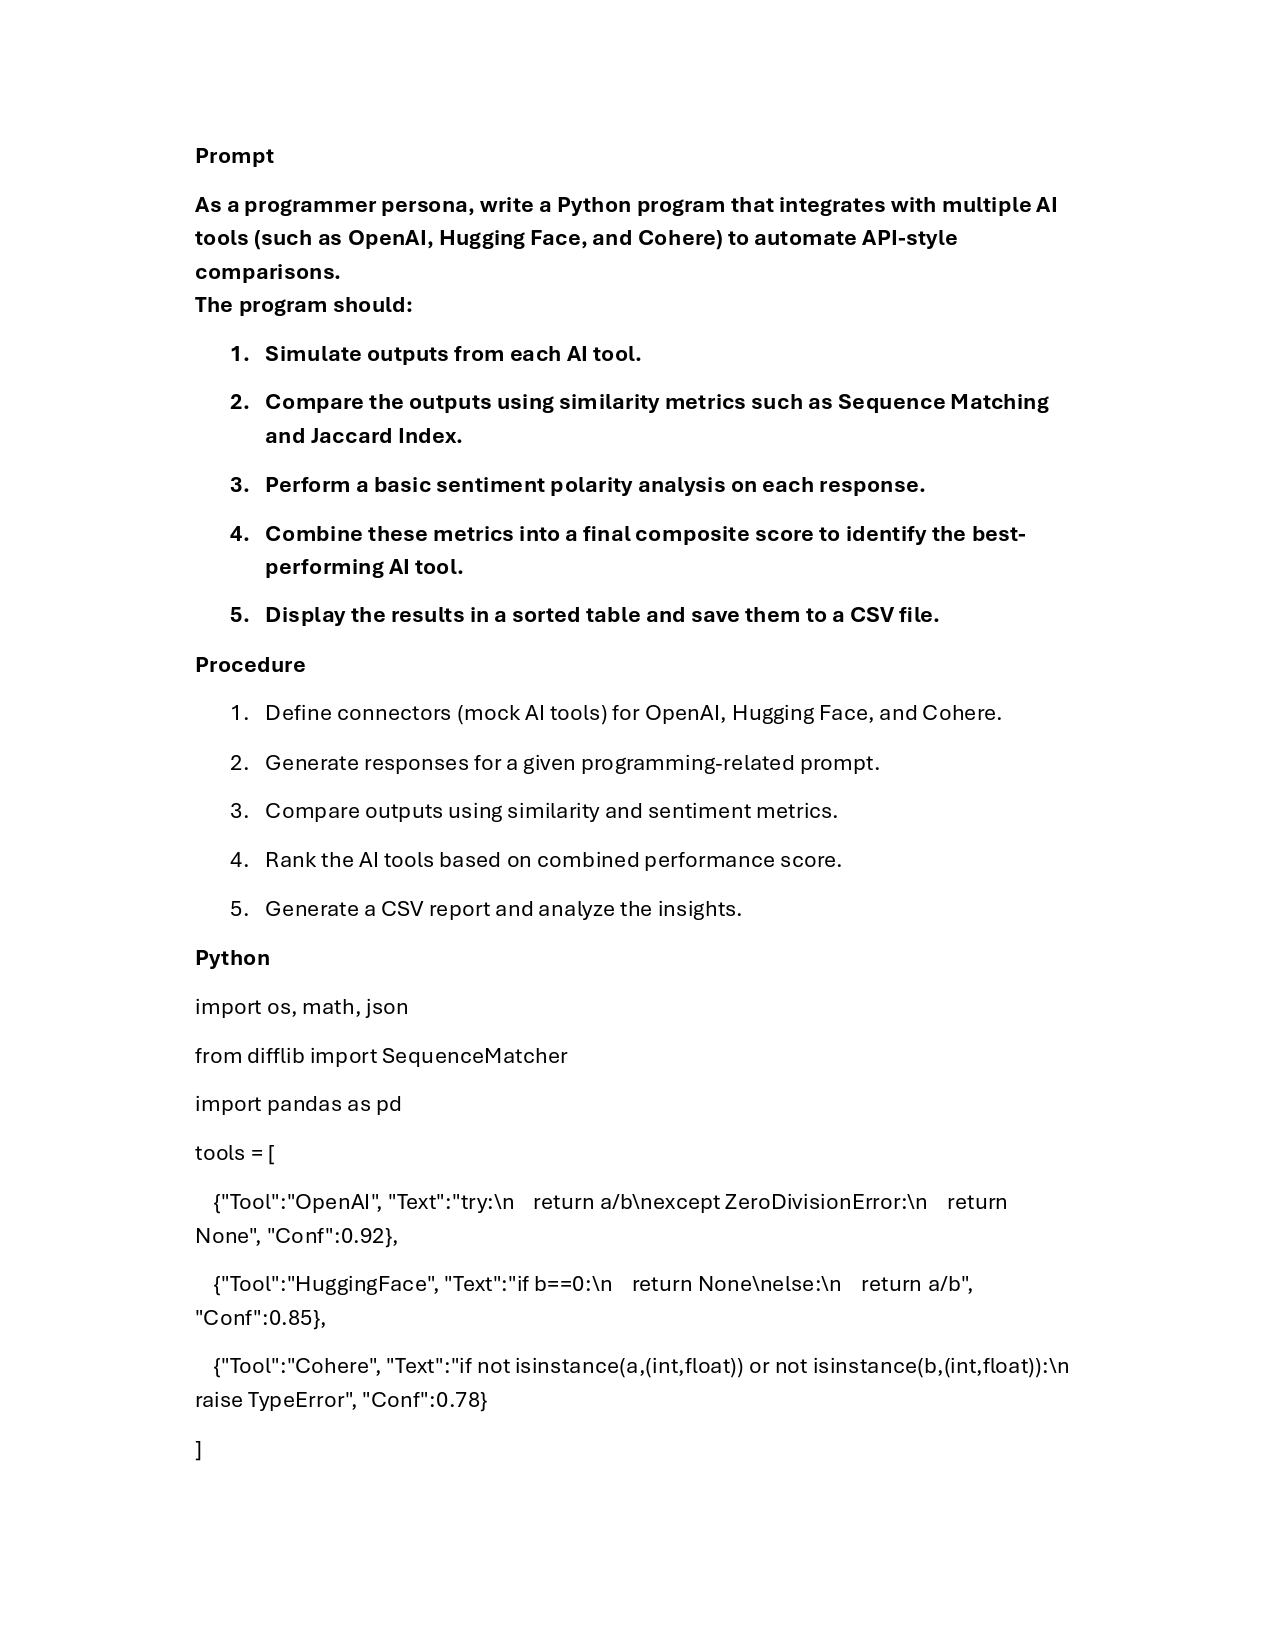 Prompt
As a programmer persona, write a Python program that integrates with multiple AI
tools (such as OpenAI, Hugging Face, and Cohere) to automate API-style
comparisons.
The program should:
1. Simulate outputs from each AI tool.
2. Compare the outputs using similarity metrics such as Sequence Matching
and Jaccard Index.
3. Perform a basic sentiment polarity analysis on each response.
4. Combine these metrics into a final composite score to identify the best-
performing AI tool.
5. Display the results in a sorted table and save them to a CSV file.
Procedure
1. Define connectors (mock AI tools) for OpenAI, Hugging Face, and Cohere.
2. Generate responses for a given programming-related prompt.
3. Compare outputs using similarity and sentiment metrics.
4. Rank the AI tools based on combined performance score.
5. Generate a CSV report and analyze the insights.
Python
import os, math, json
from difflib import SequenceMatcher
import pandas as pd
tools = [
{"Tool":"OpenAI", "Text":"try:\n    return a/b\nexcept ZeroDivisionError:\n    return
None", "Conf":0.92},
{"Tool":"HuggingFace", "Text":"if b==0:\n    return None\nelse:\n    return a/b",
"Conf":0.85},
{"Tool":"Cohere", "Text":"if not isinstance(a,(int,float)) or not isinstance(b,(int,float)):\n
raise TypeError", "Conf":0.78}
]